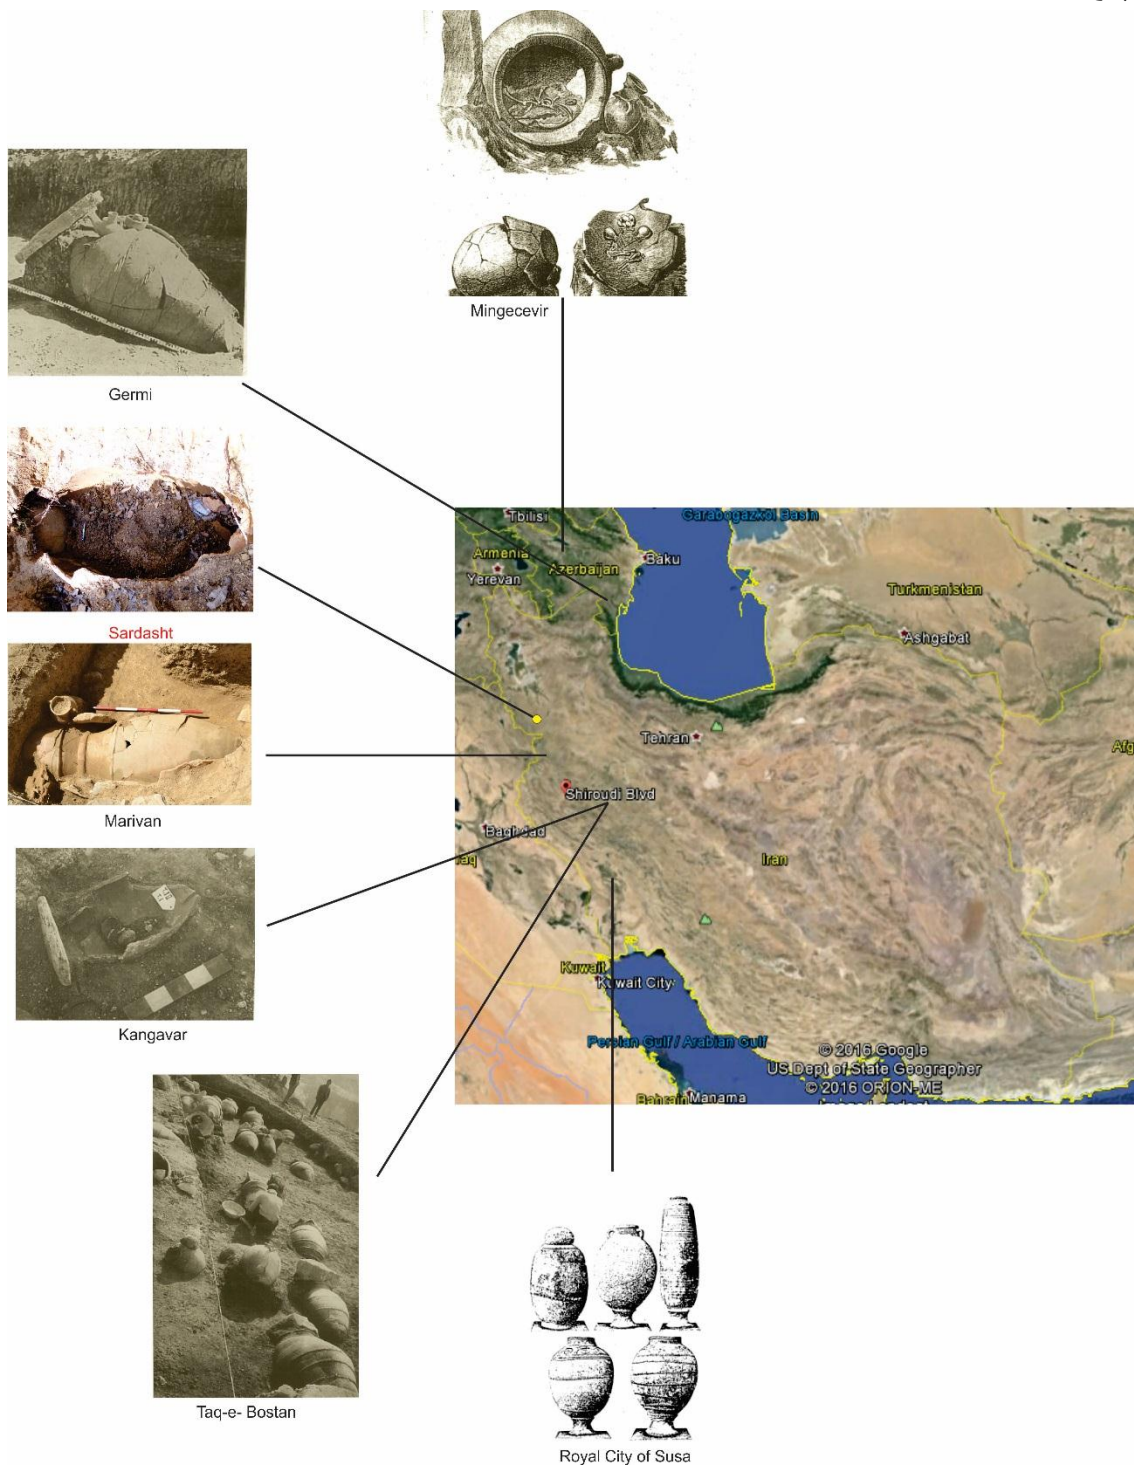 Mingecevir
Germi
Sardasht
Marivan
Kangavar
Taq-e- Bostan
Royal City of Susa
Tbilisi
Garabogazkol Basin
Armenia
Azerbaijan
Baku
Yerevan
Turkmenistan
Ashgabat
Tehran
Afg
Shiroudi Blvd
Baghdad
aq
Iran
Kuwait
Kuwait City
Persian Gulf / Arabian Gulf
© 2016 Google
US Dept of State Geographer
© 2016 ORION-ME
Bahrain
Manama